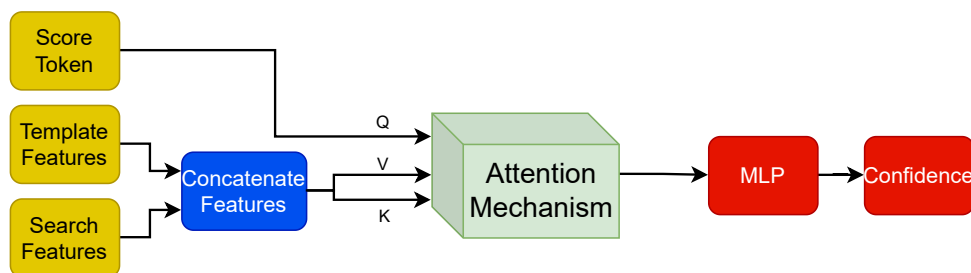 Score
Token
Template
Features
Search
Features
Concatenate
Features
Q
V
K
Attention
Mechanism
MLP
Confidence